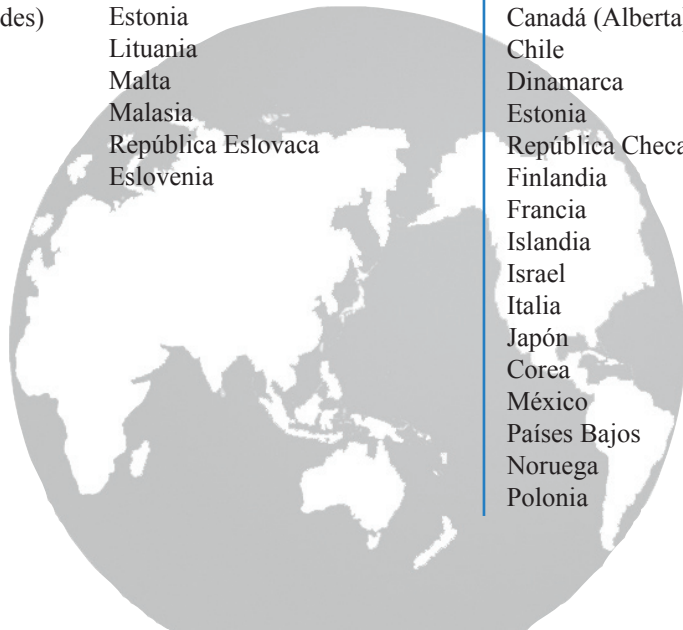 des)
Estonia
Lituania
Malta
Malasia
República Eslovaca
Eslovenia
Canadá (Alberta
Chile
Dinamarca
Estonia
República Checa
Finlandia
Francia
Islandia
Israel
Italia
Japón
Corea
México
Países Bajos
Noruega
Polonia